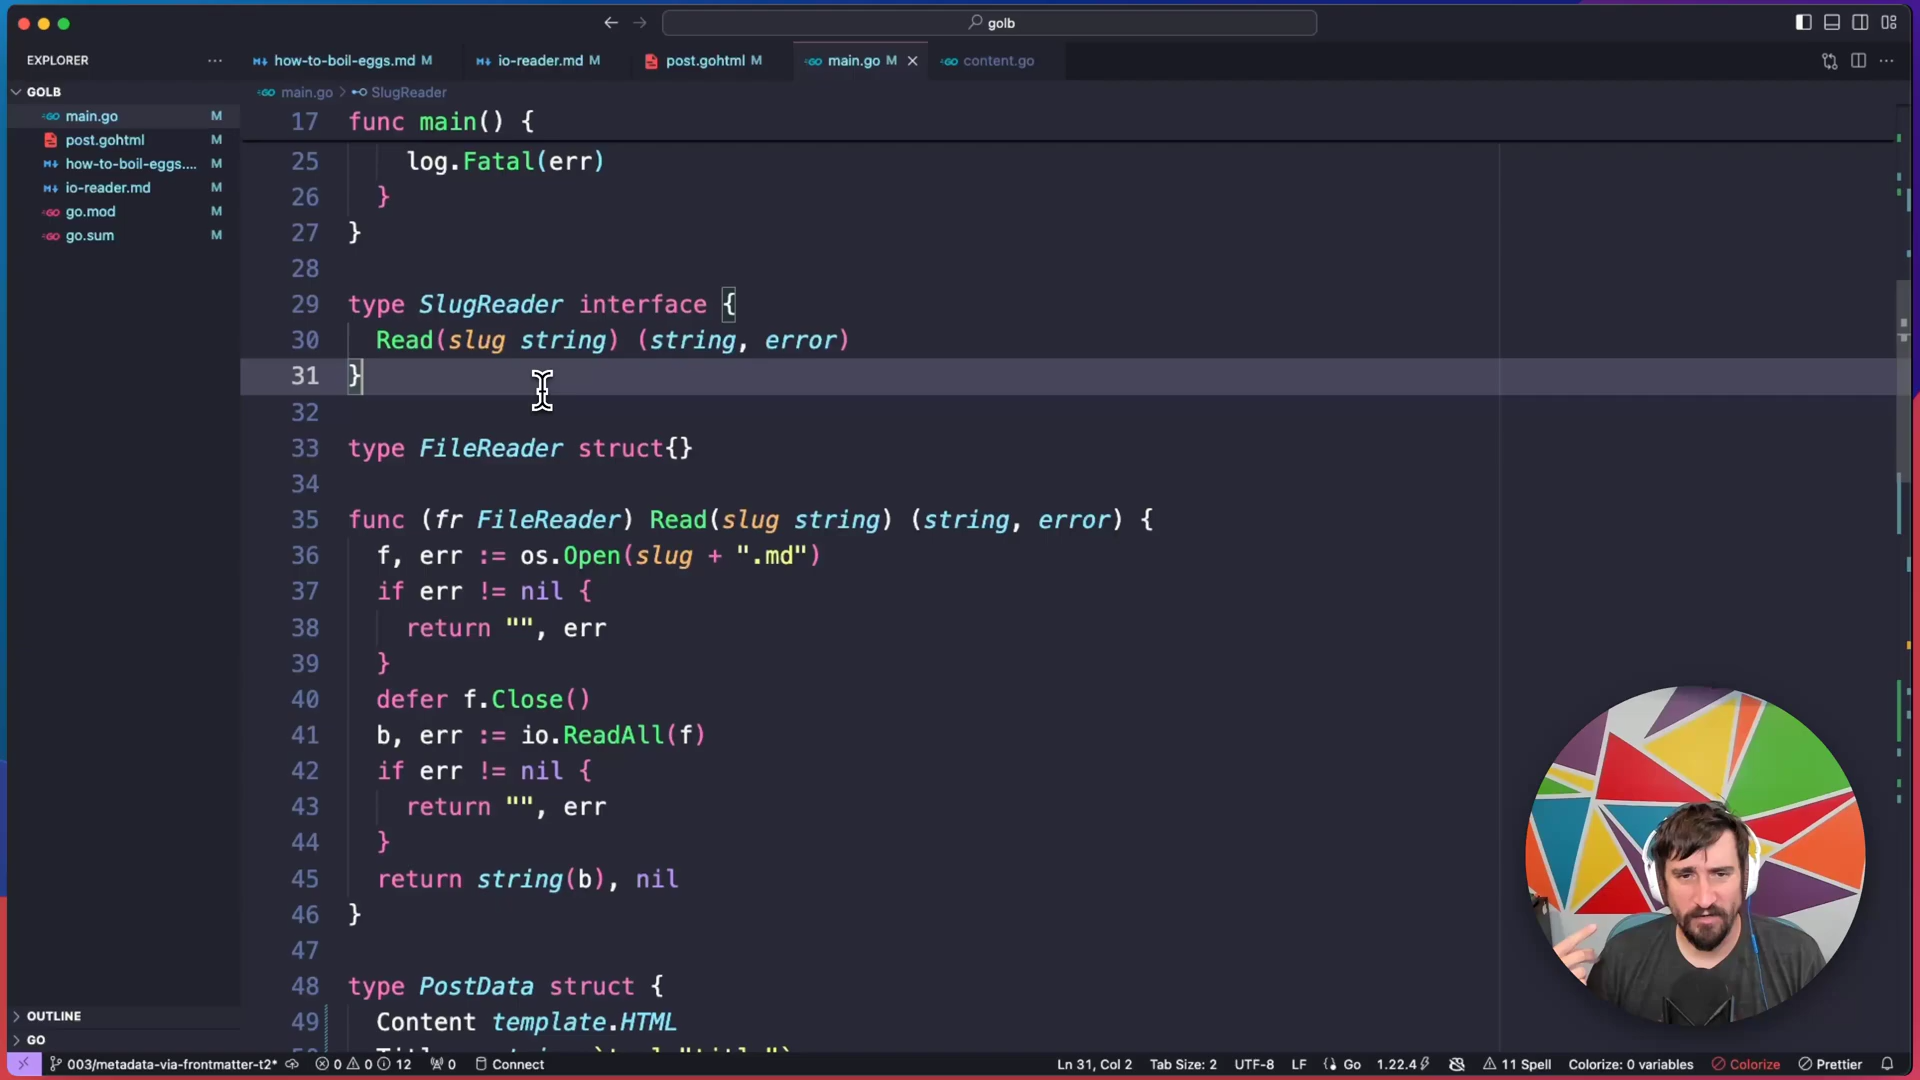 golb
EXPLORER
how-to-boil-eggs.md M
io-reader.md M
post.gohtml M
main.go M
content.go
GOLB
main.go M
post.gohtml M
how-to-boil-eggs.... M
io-reader.md M
go.mod M
go.sum M
main.go > SlugReader
17 func main() {
25 log.Fatal(err)
26 }
27 }
28
29 type SlugReader interface {
30 Read(slug string) (string, error)
31 }
32
33 type FileReader struct{}
34
35 func (fr FileReader) Read(slug string) (string, error) {
36 f, err := os.Open(slug + ".md")
37 if err != nil {
38 return "", err
39 }
40 defer f.Close()
41 b, err := io.ReadAll(f)
42 if err != nil {
43 return "", err
44 }
45 return string(b), nil
46 }
47
48 type PostData struct {
49 Content template.HTML
OUTLINE
GO
003/metadata-via-frontmatter-t2* 0 0 12 0 Connect Ln 31, Col 2 Tab Size: 2 UTF-8 LF Go 1.22.4 11 Spell Colorize: 0 variables Colorize Prettier